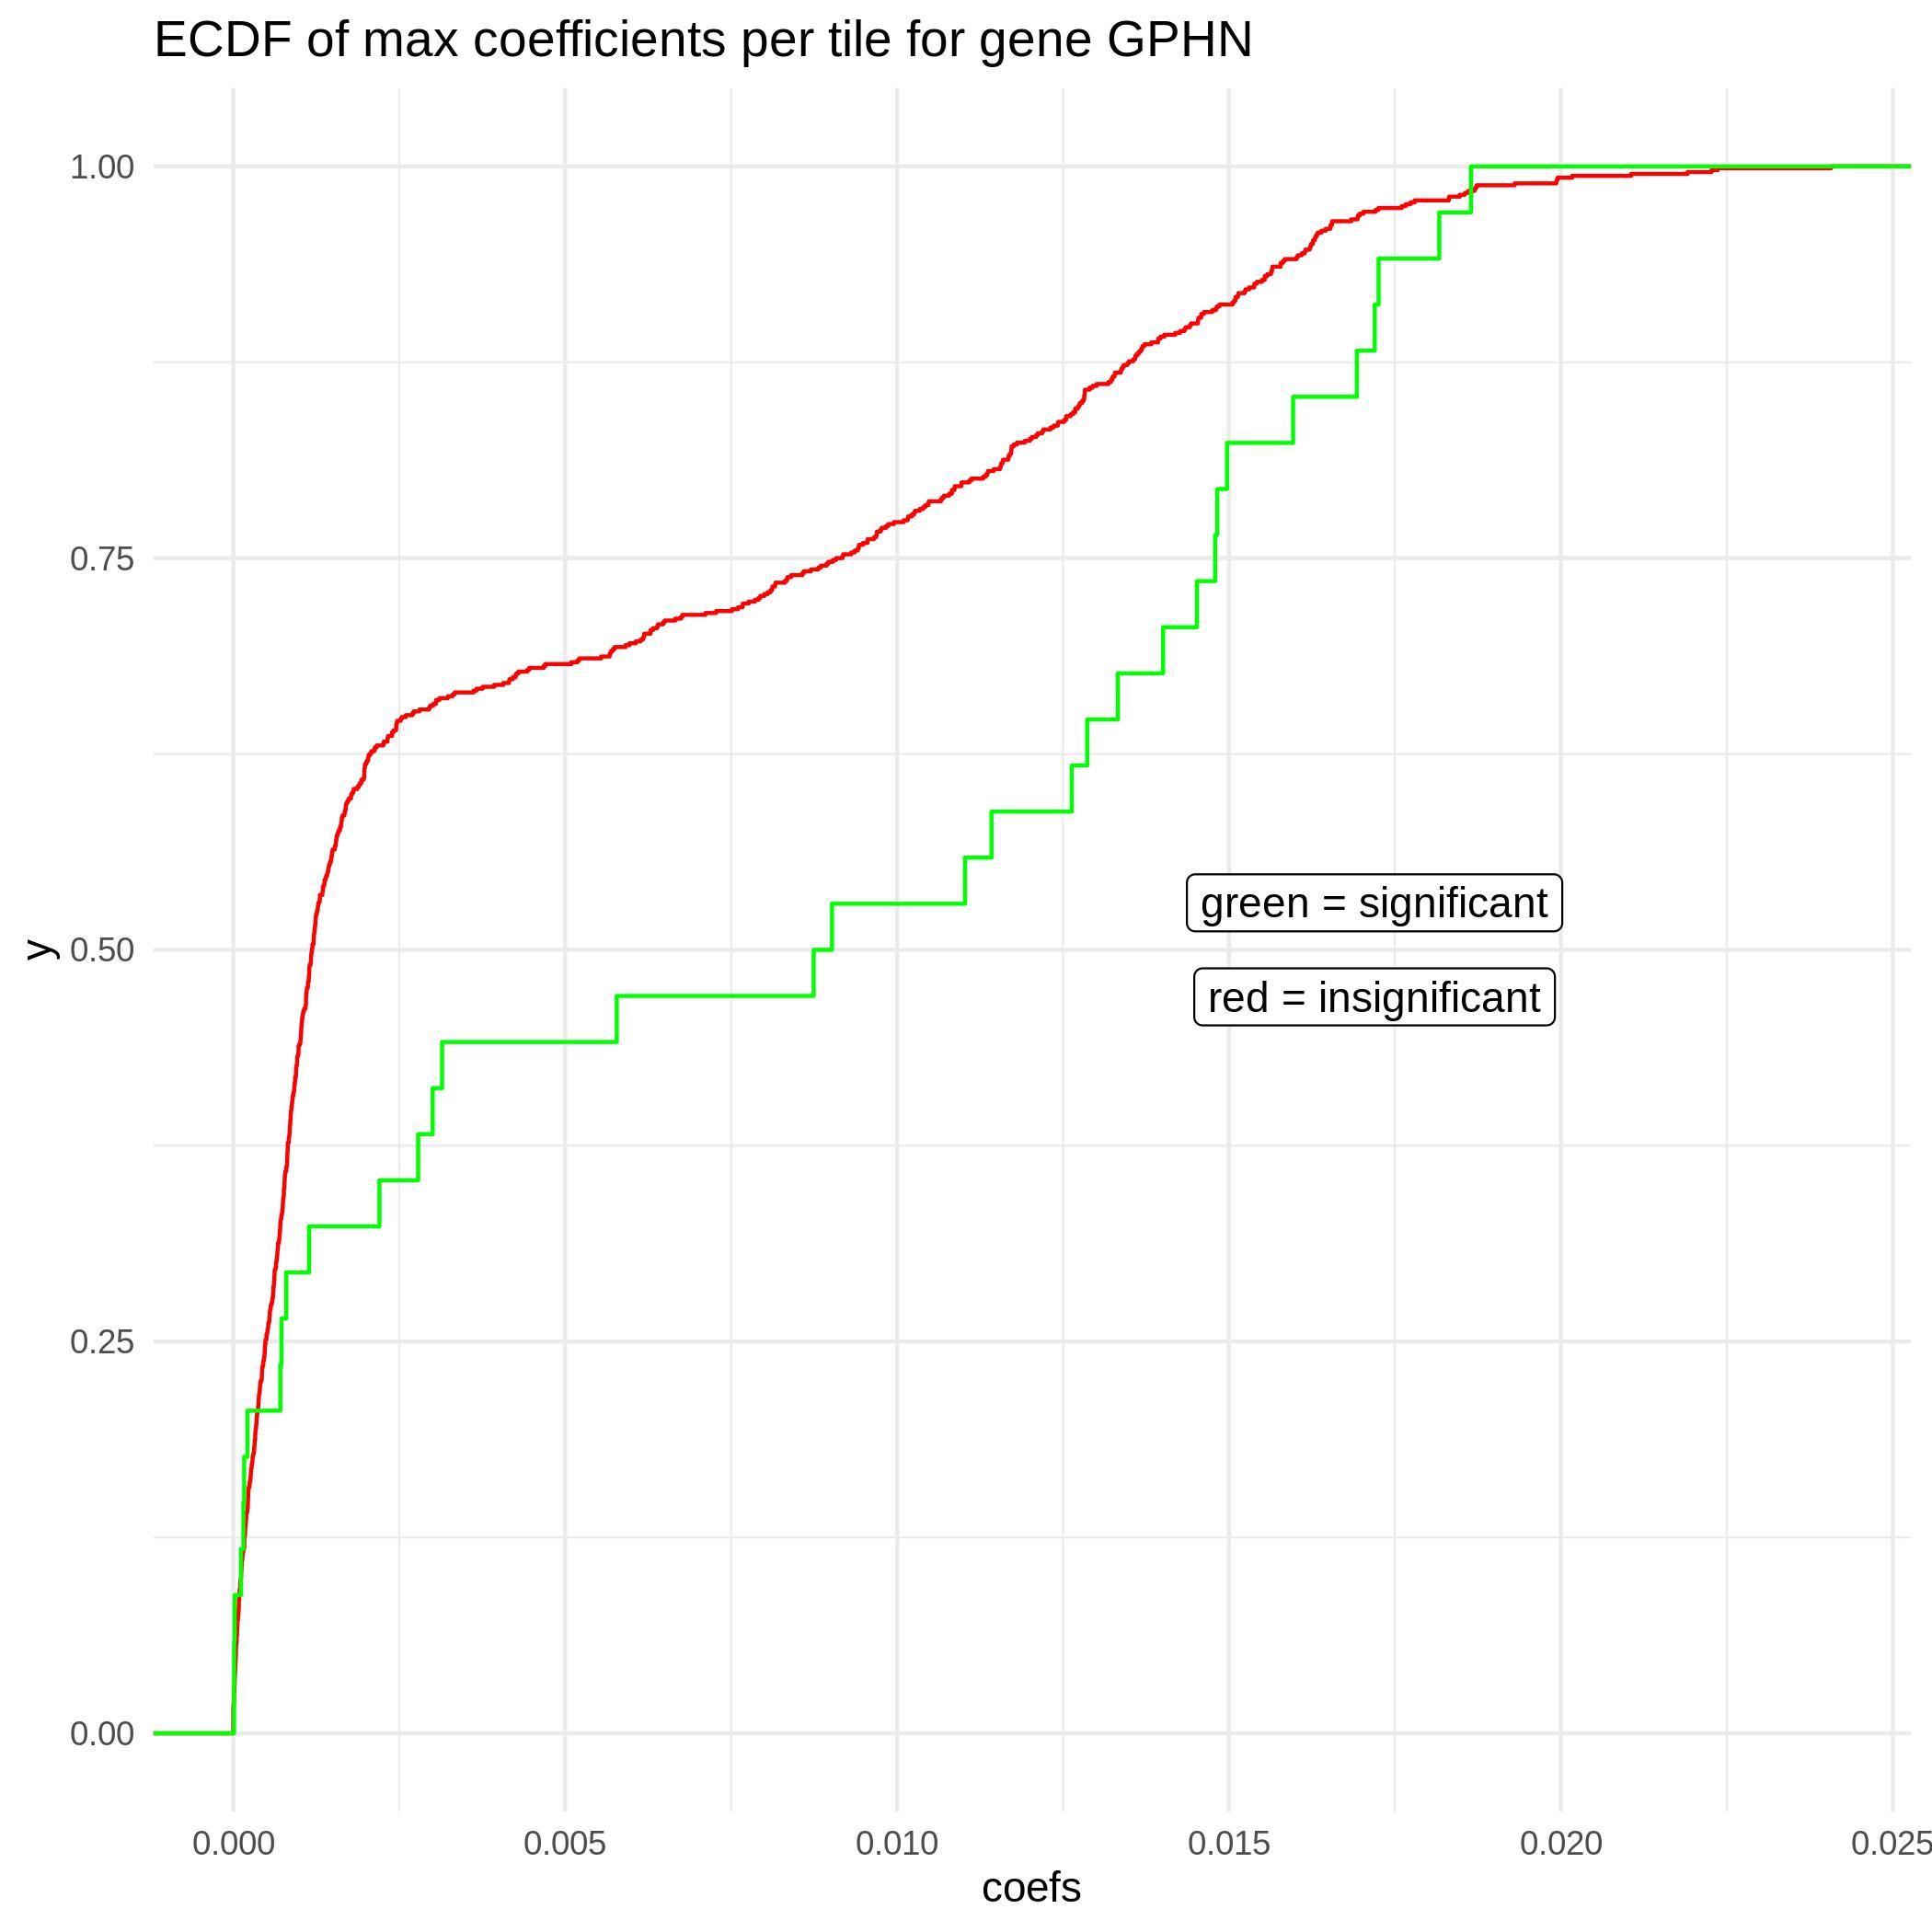 ECDF of max coefficients per tile for gene GPHN
1.00
0.75
0.50
0.25
0.00
y
green = significant
red = insignificant
0.000 0.005 0.010 0.015 0.020 0.025
coefs